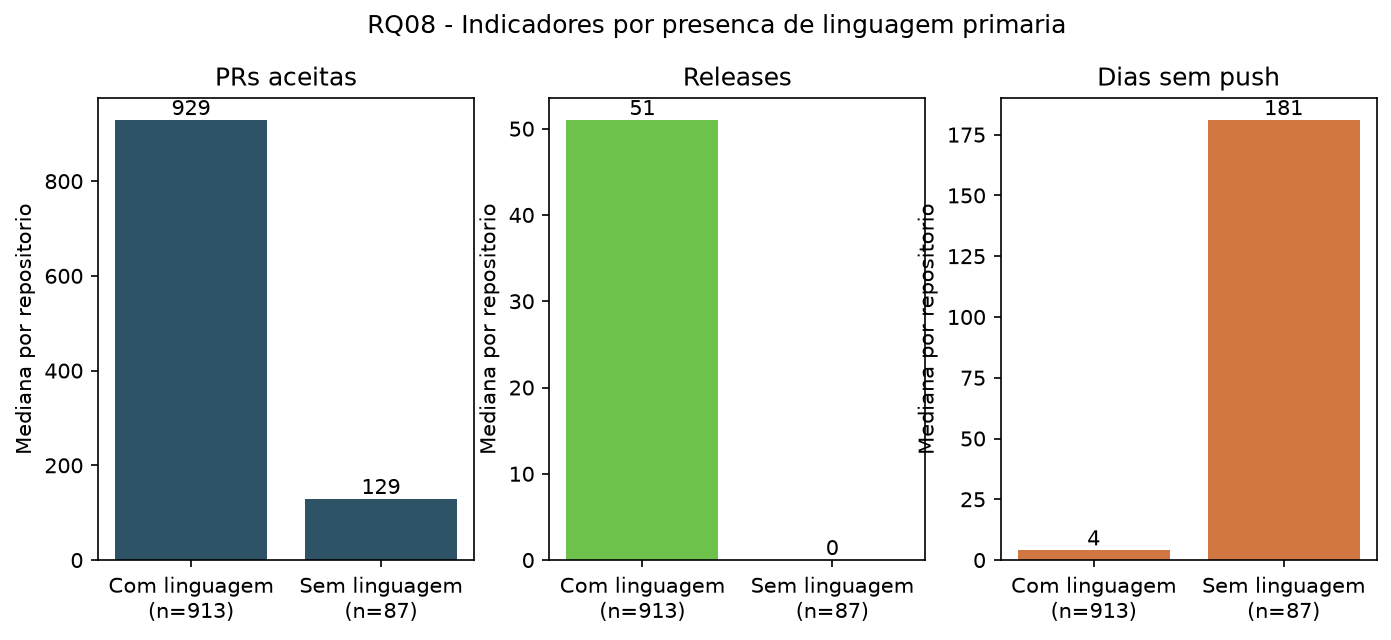 RQ08 - Indicadores por presenca de linguagem primaria
PRs aceitas
Mediana por repositorio
800
600
400
200
0
929
129
Com linguagem
(n=913)
Sem linguagem
(n=87)
Releases
Mediana por repositorio
50
40
30
20
10
0
51
0
Com linguagem
(n=913)
Sem linguagem
(n=87)
Dias sem push
Mediana por repositorio
175
150
125
100
75
50
25
0
4
181
Com linguagem
(n=913)
Sem linguagem
(n=87)